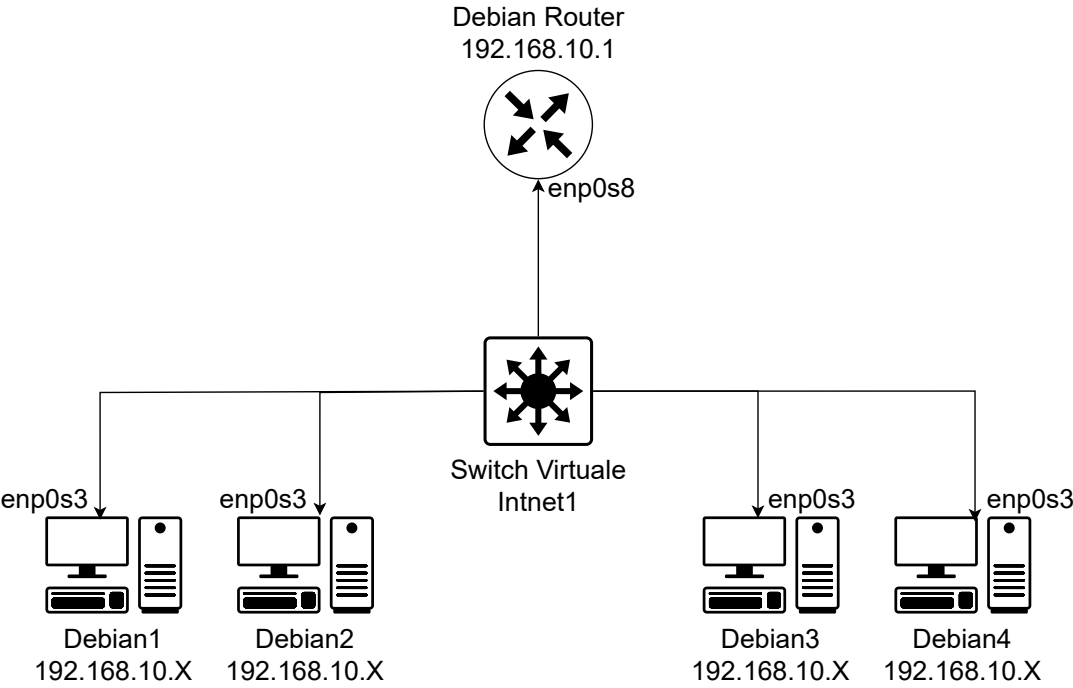 Debian Router
192.168.10.1
enp0s8
Switch Virtuale
Intnet1
enp0s3
enp0s3
enp0s3
enp0s3
Debian1
192.168.10.X
Debian2
192.168.10.X
Debian3
192.168.10.X
Debian4
192.168.10.X